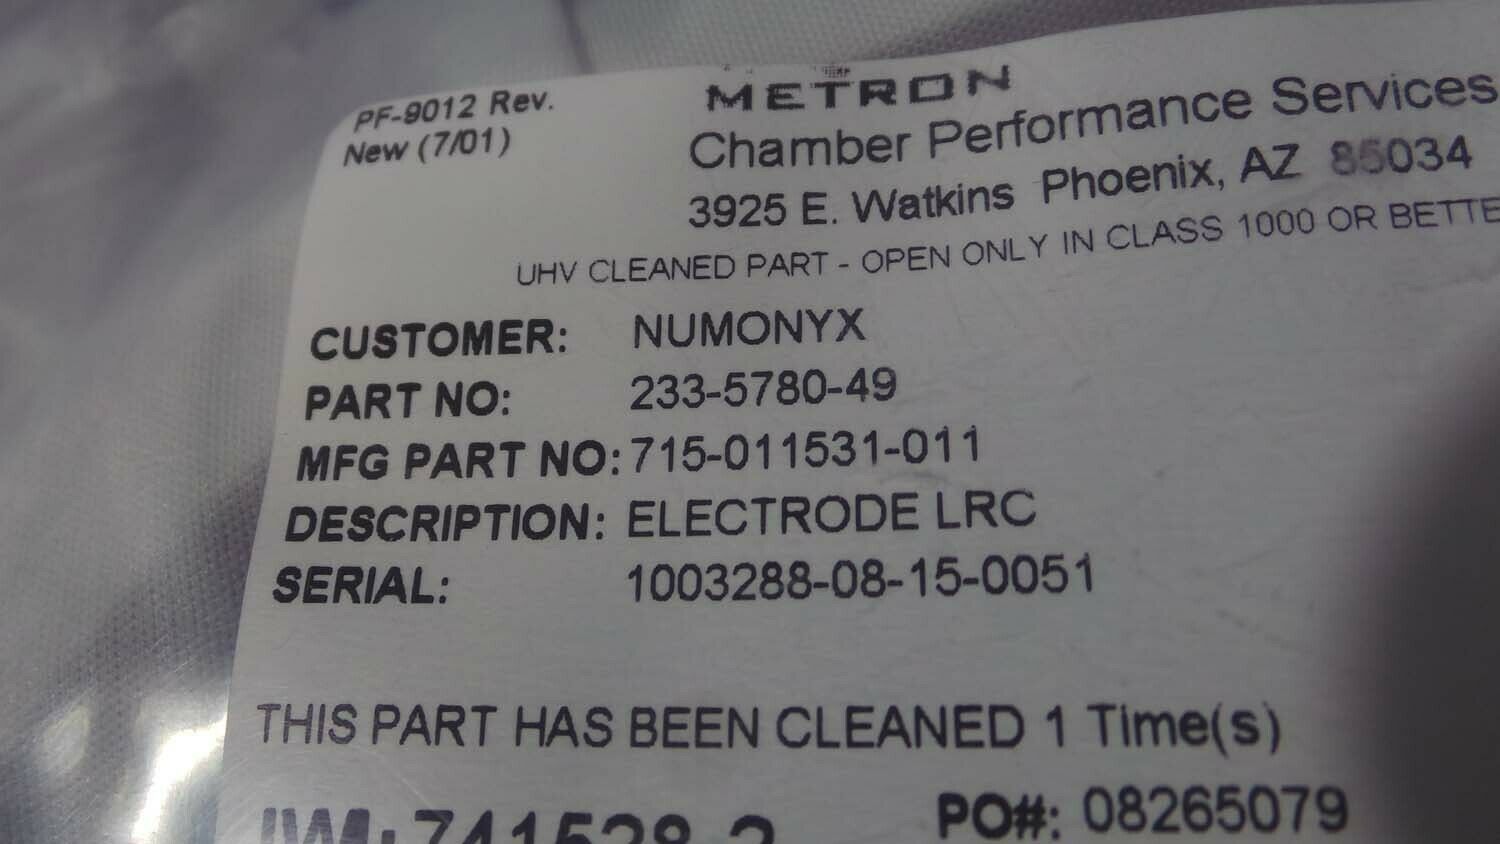 PF-9012 Rev.
New (7/01)
METRON
Chamber Performance Services
3925 E. Watkins Phoenix, AZ 85034
UHV CLEANED PART - OPEN ONLY IN CLASS 1000 OR BETTE
CUSTOMER: NUMONYX
PART NO: 233-5780-49
MFG PART NO: 715-011531-011
DESCRIPTION: ELECTRODE LRC
SERIAL: 1003288-08-15-0051
THIS PART HAS BEEN CLEANED 1 Time(s)
PO#: 08265079